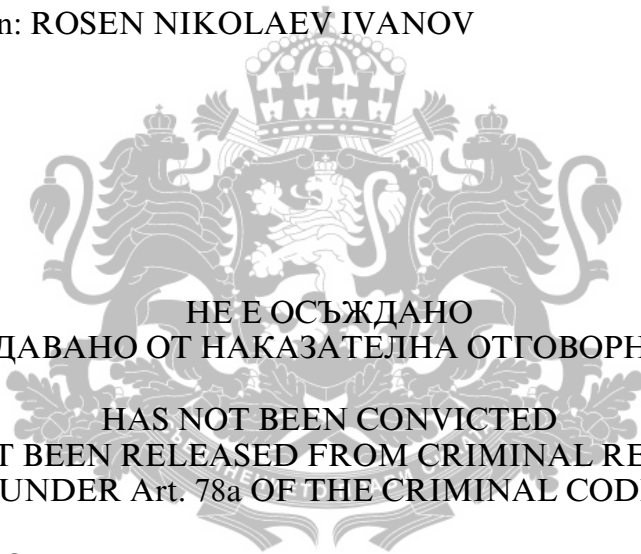 n: ROSEN NIKOLAEV IVANOV
НЕ Е ОСЪЖДАНО
ДАВАНО ОТ НАКАЗАТЕЛНА ОТГОВОРН
HAS NOT BEEN CONVICTED
T BEEN RELEASED FROM CRIMINAL RE
UNDER Art. 78a OF THE CRIMINAL COD